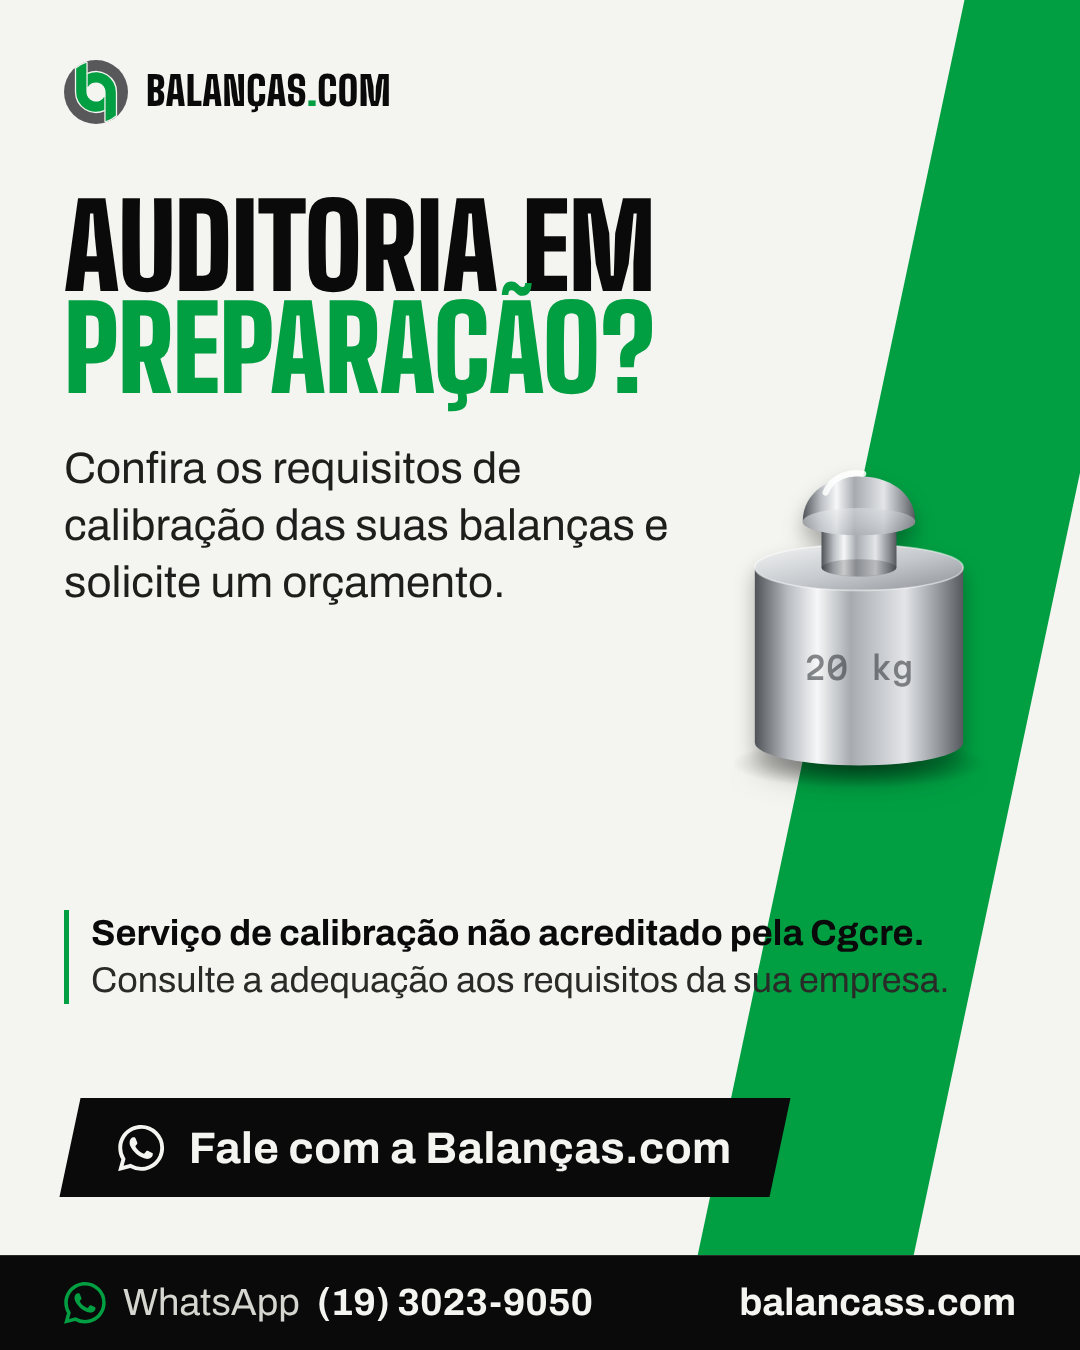 BALANÇAS.COM
AUDITORIA EM
PREPARAÇÃO?
Confira os requisitos de
calibração das suas balanças e
solicite um orçamento.
20 kg
Serviço de calibração não acreditado pela Cgcre.
Consulte a adequação aos requisitos da sua empresa.
Fale com a Balanças.com
WhatsApp (19) 3023-9050
balancass.com